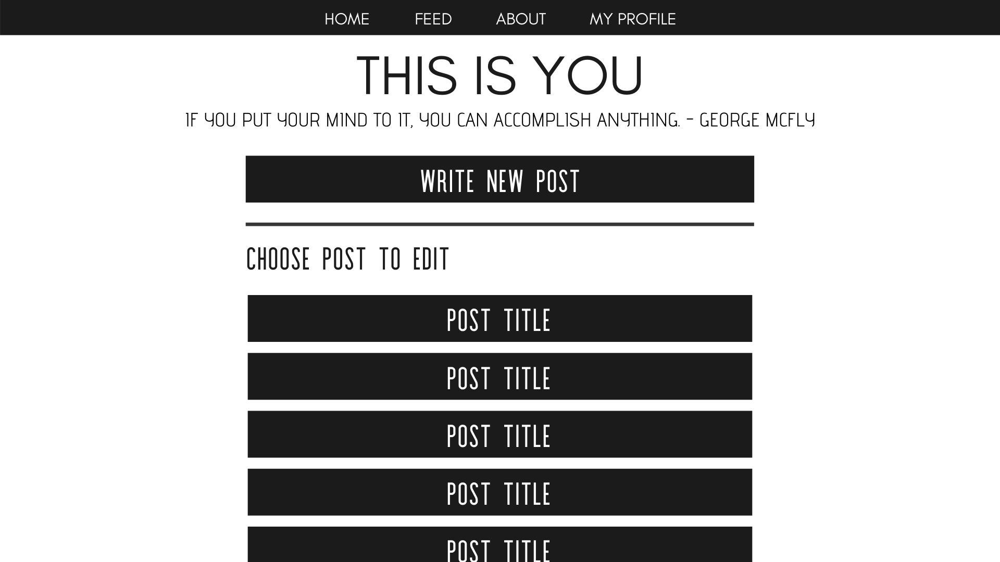 HOME FEED ABOUT MY PROFILE
THIS IS YOU
IF YOU PUT YOUR MIND TO IT, YOU CAN ACCOMPLISH ANYTHING. - GEORGE MCFLY
WRITE NEW POST
CHOOSE POST TO EDIT
POST TITLE
POST TITLE
POST TITLE
POST TITLE
POST TITLE